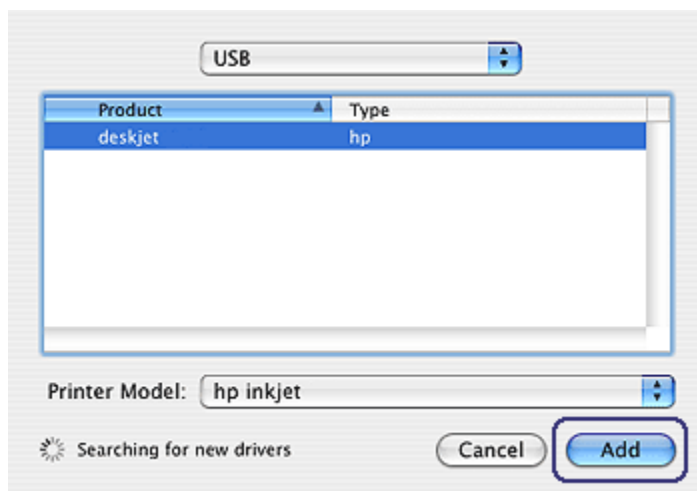 USB
Product Type
deskjet hp
Printer Model: hp inkjet
Searching for new drivers Cancel Add